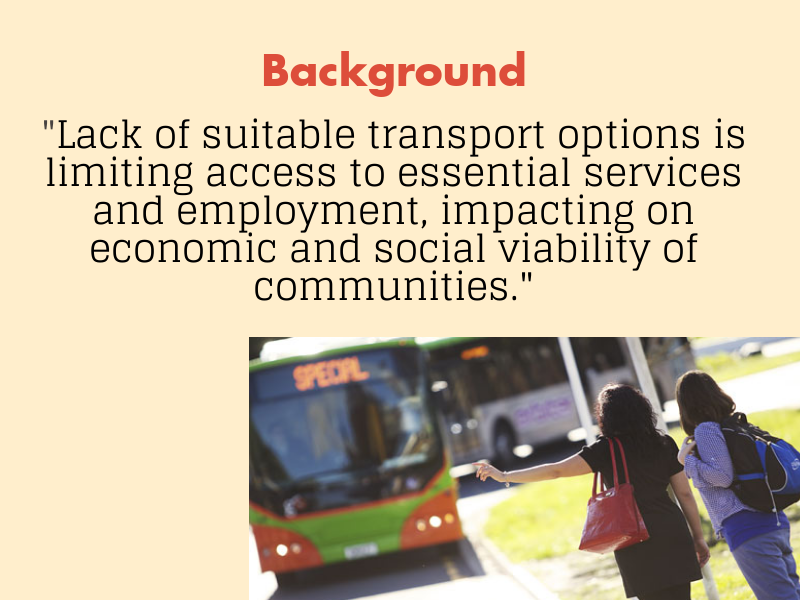 Background
"Lack of suitable transport options is
limiting access to essential services
and employment, impacting on
economic and social viability of
communities."
SPECIAL